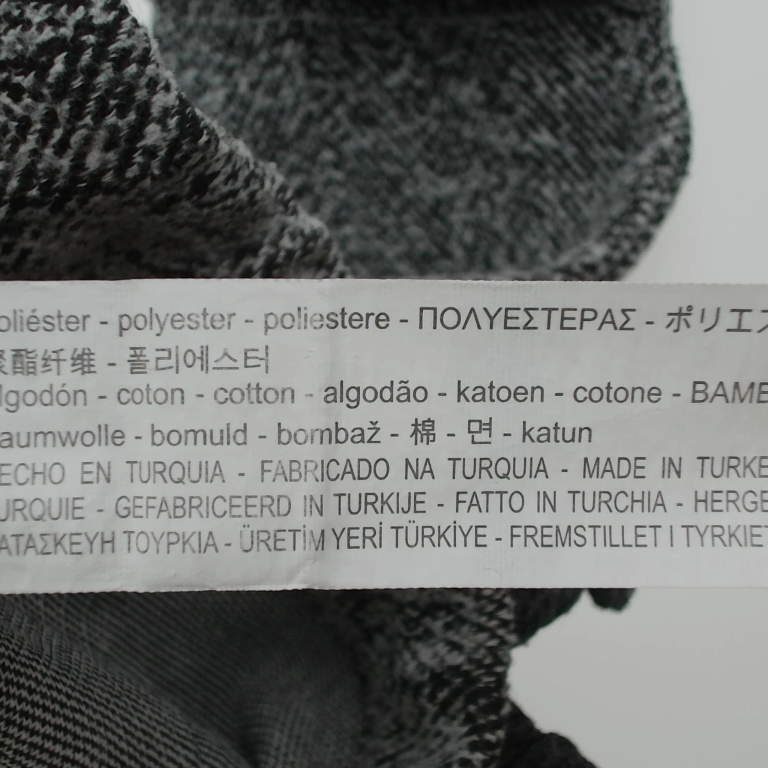 oliéster - polyester - poliestere - ΠΟΛΥΕΣΤΕΡΑΣ - ポリエス
聚酯纤维 - 폴리에스터
lgodón - coton - cotton - algodão - katoen - cotone - BAMB
aumwolle - bomuld - bombaž - 棉 - 면 - katun
ECHO EN TURQUIA - FABRICADO NA TURQUIA - MADE IN TURKE
URQUIE - GEFABRICEERD IN TURKIJE - FATTO IN TURCHIA - HERGE
ΑΤΑΣΚΕΥΗ ΤΟΥΡΚΙΑ - ÜRETİM YERİ TÜRKİYE - FREMSTILLET I TYRKIET